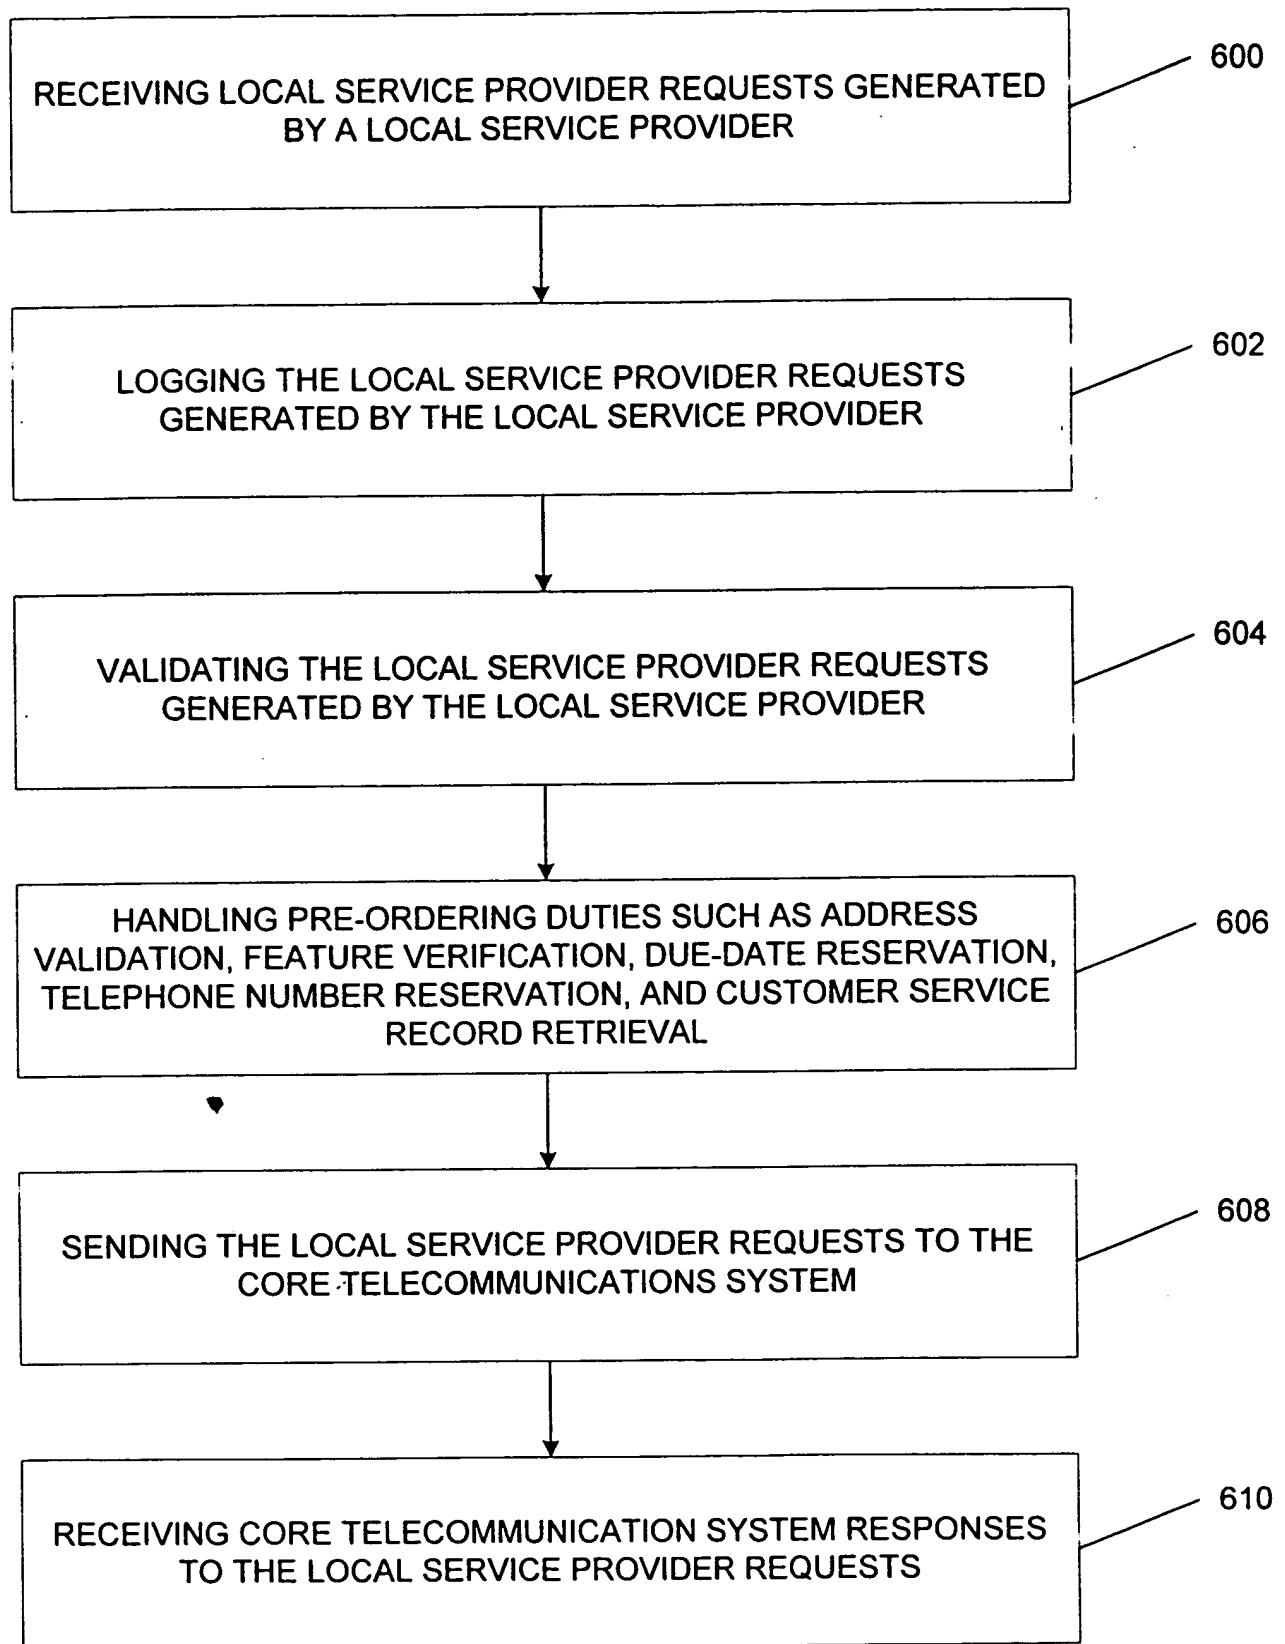 600
RECEIVING LOCAL SERVICE PROVIDER REQUESTS GENERATED
BY A LOCAL SERVICE PROVIDER
602
LOGGING THE LOCAL SERVICE PROVIDER REQUESTS
GENERATED BY THE LOCAL SERVICE PROVIDER
604
VALIDATING THE LOCAL SERVICE PROVIDER REQUESTS
GENERATED BY THE LOCAL SERVICE PROVIDER
606
HANDLING PRE-ORDERING DUTIES SUCH AS ADDRESS
VALIDATION, FEATURE VERIFICATION, DUE-DATE RESERVATION,
TELEPHONE NUMBER RESERVATION, AND CUSTOMER SERVICE
RECORD RETRIEVAL
608
SENDING THE LOCAL SERVICE PROVIDER REQUESTS TO THE
CORE TELECOMMUNICATIONS SYSTEM
610
RECEIVING CORE TELECOMMUNICATION SYSTEM RESPONSES
TO THE LOCAL SERVICE PROVIDER REQUESTS